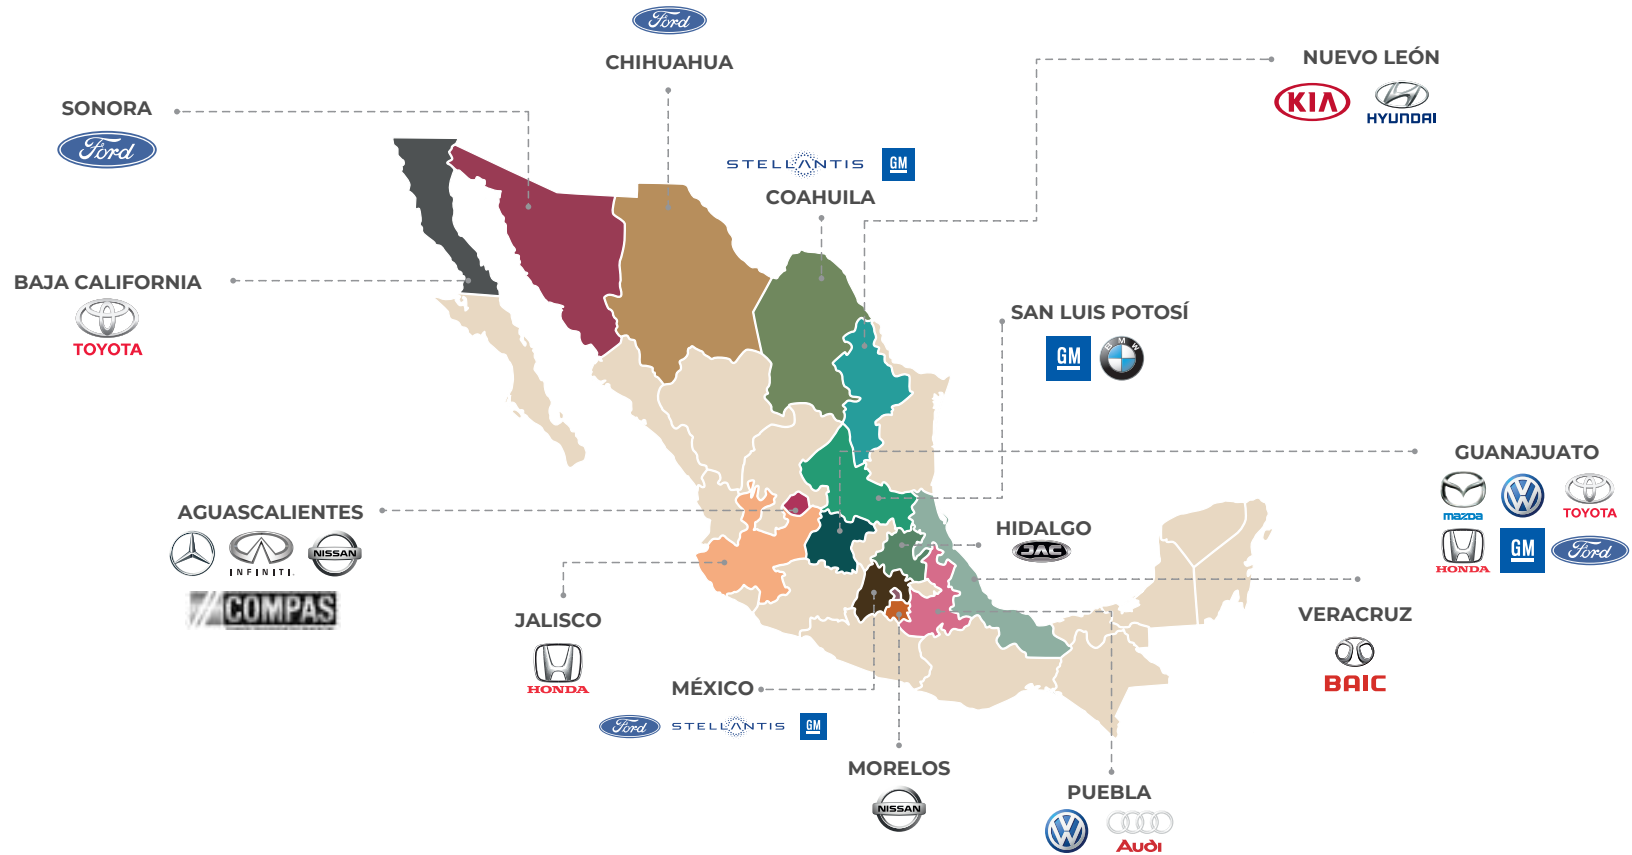 Ford
CHIHUAHUA
NUEVO LEÓN
KIA
HYUNDAI
SONORA
Ford
STELLANTIS
GM
COAHUILA
BAJA CALIFORNIA
TOYOTA
SAN LUIS POTOSÍ
GM
BMW
GUANAJUATO
mazda
VW
TOYOTA
HONDA
GM
Ford
AGUASCALIENTES
INFINITI
NISSAN
COMPAS
HIDALGO
JAC
JALISCO
HONDA
VERACRUZ
BAIC
MÉXICO
Ford
STELLANTIS
GM
MORELOS
NISSAN
PUEBLA
VW
Audi